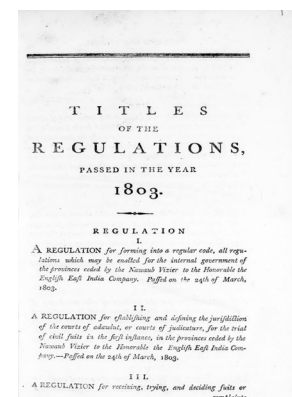 TITLES
OF THE
REGULATIONS,
PASSED IN THE YEAR
1803.
REGULATION
I.
A REGULATION for forming into a regular code, all regu-
lations which may be enacted for the internal government of
the provinces ceded by the Nawaub Vizier to the Honorable the
English East India Company. Passed on the 24th of March,
1803.
II.
A REGULATION for establishing and defining the jurisdiction
of the courts of adawlut, or courts of judicature, for the trial
of civil suits in the first instance, in the provinces ceded by the
Nawaub Vizier to the Honorable the English East India Com-
pany.—Passed on the 24th of March, 1803.
III.
A REGULATION for receiving, trying, and deciding suits or
complaints